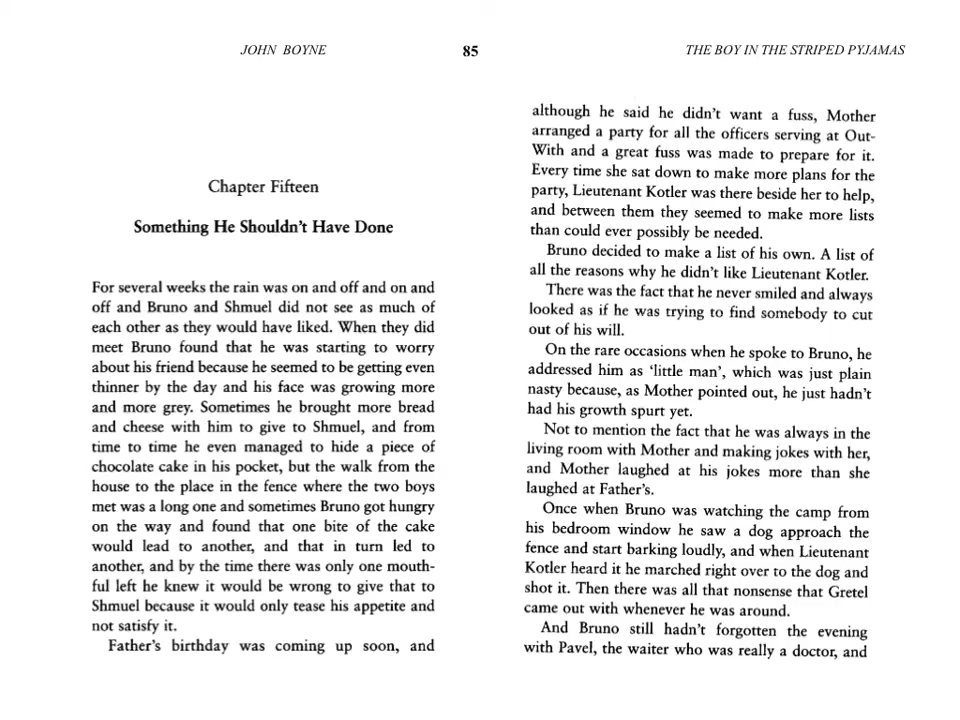 JOHN BOYNE
85
THE BOY IN THE STRIPED PYJAMAS
Chapter Fifteen
Something He Shouldn't Have Done
For several weeks the rain was on and off and on and
off and Bruno and Shmuel did not see as much of
each other as they would have liked. When they did
meet Bruno found that he was starting to worry
about his friend because he seemed to be getting even
thinner by the day and his face was growing more
and more grey. Sometimes he brought more bread
and cheese with him to give to Shmuel, and from
time to time he even managed to hide a piece of
chocolate cake in his pocket, but the walk from the
house to the place in the fence where the two boys
met was a long one and sometimes Bruno got hungry
on the way and found that one bite of the cake
would lead to another, and that in turn led to
another, and by the time there was only one mouth-
ful left he knew it would be wrong to give that to
Shmuel because it would only tease his appetite and
not satisfy it.
Father's birthday was coming up soon, and
although he said he didn't want a fuss, Mother
arranged a party for all the officers serving at Out-
With and a great fuss was made to prepare for it.
Every time she sat down to make more plans for the
party, Lieutenant Kotler was there beside her to help,
and between them they seemed to make more lists
than could ever possibly be needed.
Bruno decided to make a list of his own. A list of
all the reasons why he didn't like Lieutenant Kotler.
There was the fact that he never smiled and always
looked as if he was trying to find somebody to cut
out of his will.
On the rare occasions when he spoke to Bruno, he
addressed him as 'little man', which was just plain
nasty because, as Mother pointed out, he just hadn't
had his growth spurt yet.
Not to mention the fact that he was always in the
living room with Mother and making jokes with her,
and Mother laughed at his jokes more than she
laughed at Father's.
Once when Bruno was watching the camp from
his bedroom window he saw a dog approach the
fence and start barking loudly, and when Lieutenant
Kotler heard it he marched right over to the dog and
shot it. Then there was all that nonsense that Gretel
came out with whenever he was around.
And Bruno still hadn't forgotten the evening
with Pavel, the waiter who was really a doctor, and